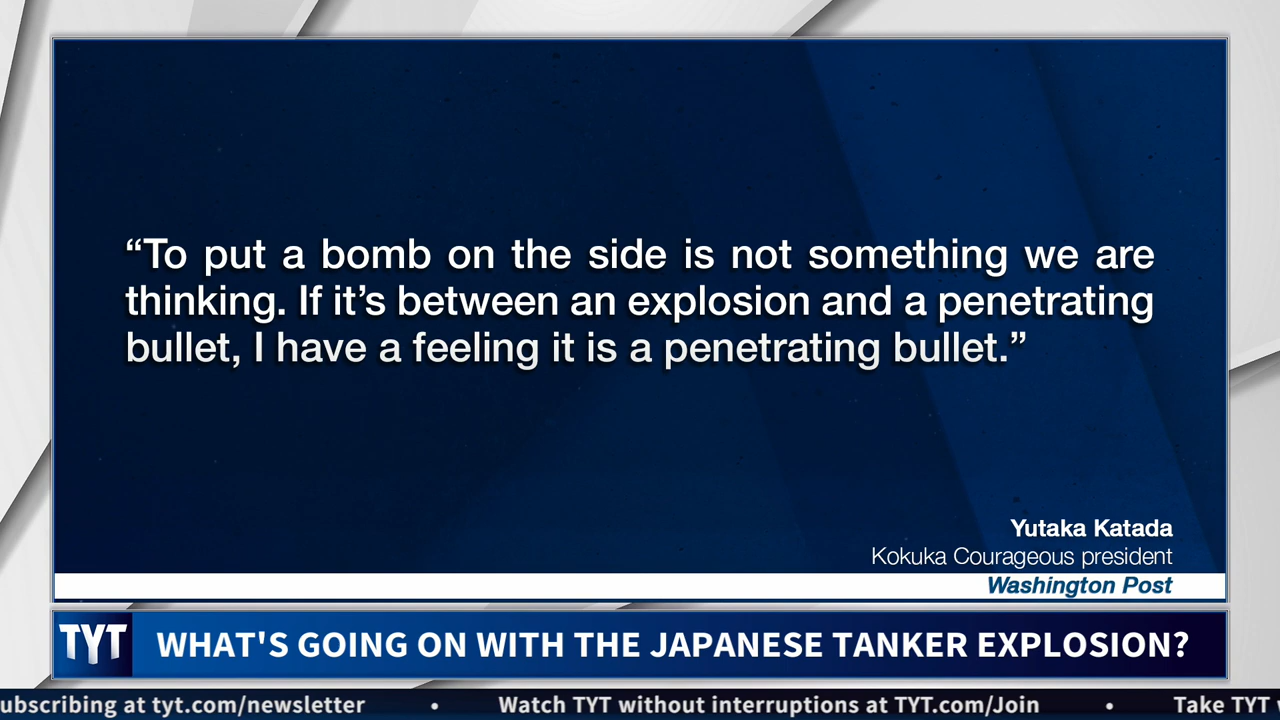 “To put a bomb on the side is not something we are
thinking. If it’s between an explosion and a penetrating
bullet, I have a feeling it is a penetrating bullet.”
Yutaka Katada
Kokuka Courageous president
Washington Post
TYT WHAT'S GOING ON WITH THE JAPANESE TANKER EXPLOSION?
ubscribing at tyt.com/newsletter • Watch TYT without interruptions at TYT.com/Join • Take TYT